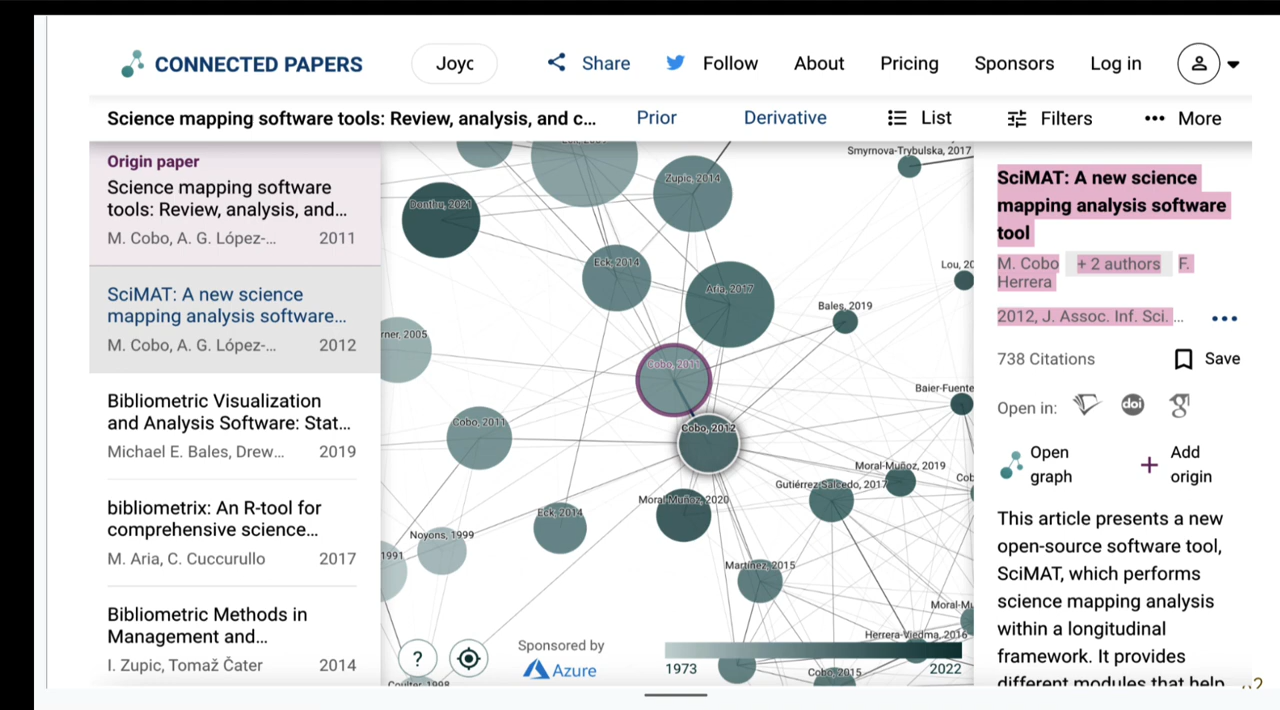 CONNECTED PAPERS
Joyc
Share
Follow
About
Pricing
Sponsors
Log in
Science mapping software tools: Review, analysis, and c...
Prior
Derivative
List
Filters
More
Origin paper
Science mapping software
tools: Review, analysis, and...
M. Cobo, A. G. López-... 2011
SciMAT: A new science
mapping analysis software...
M. Cobo, A. G. López-... 2012
Bibliometric Visualization
and Analysis Software: Stat...
Michael E. Bales, Drew... 2019
bibliometrix: An R-tool for
comprehensive science...
M. Aria, C. Cuccurullo 2017
Bibliometric Methods in
Management and...
I. Zupic, Tomaž Čater 2014
Smyrnova-Trybulska, 2017
Zupic, 2014
Donthu, 2021
Eck, 2014
Lou, 20
Aria, 2017
Bales, 2019
rner, 2005
Cobo, 2011
Baier-Fuente
Cobo, 2011
Cobo, 2012
Moral-Muñoz, 2019
Cob
Gutiérrez-Salcedo, 2017
Moral-Muñoz, 2020
Eck, 2014
Noyons, 1999
1991
Martínez, 2015
Moral-Mu
Herrera-Viedma, 2016
Cobo, 2015
Coulter, 1998
?
Sponsored by
Azure
1973
2022
SciMAT: A new science
mapping analysis software
tool
M. Cobo + 2 authors F.
Herrera
2012, J. Assoc. Inf. Sci. ...
738 Citations
Save
Open in:
doi
Open
graph
Add
origin
This article presents a new
open-source software tool,
SciMAT, which performs
science mapping analysis
within a longitudinal
framework. It provides
different modules that help